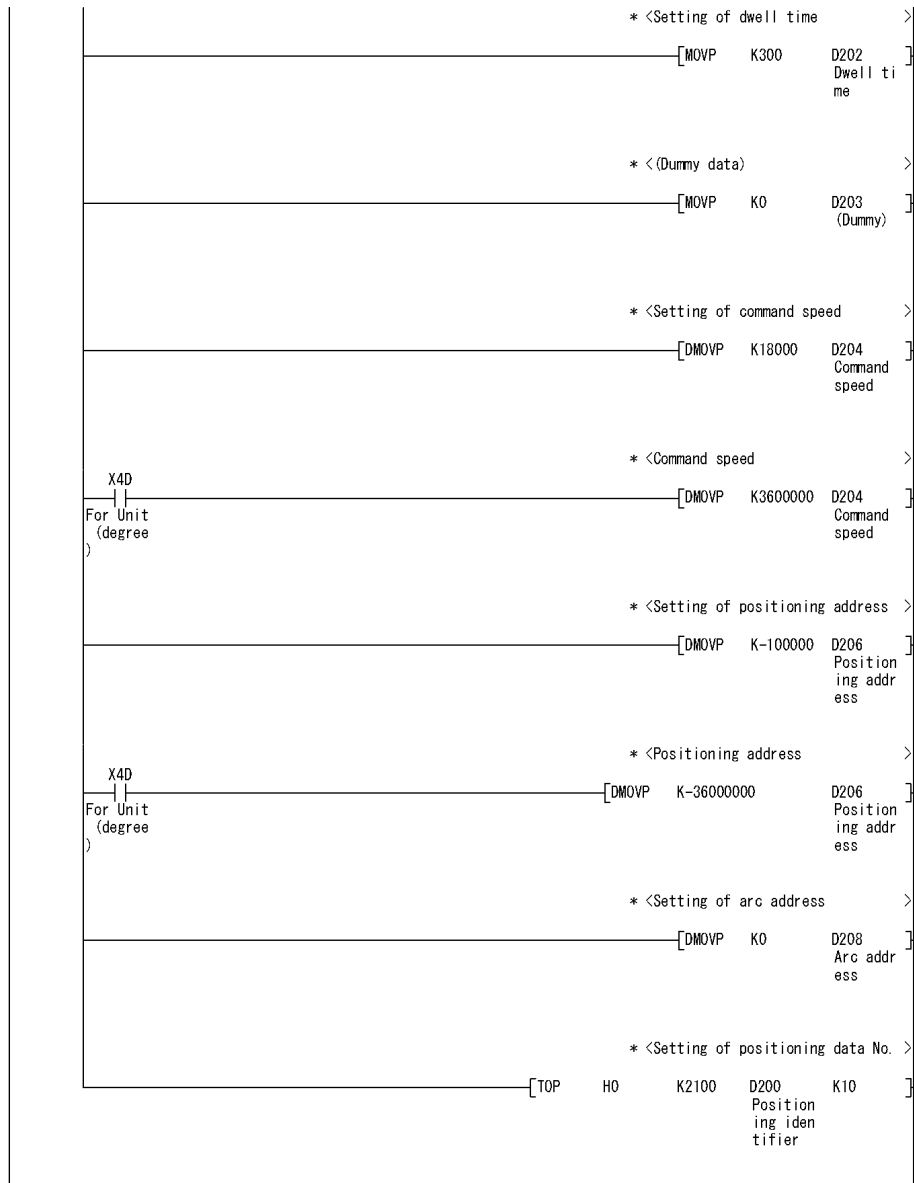 * <Setting of dwell time >
[MOVP K300 D202 ]
Dwell ti
me
* <(Dummy data) >
[MOVP K0 D203 ]
(Dummy)
* <Setting of command speed >
[DMOVP K18000 D204 ]
Command
speed
* <Command speed >
X4D
[DMOVP K3600000 D204 ]
For Unit
(degree
)
Command
speed
* <Setting of positioning address >
[DMOVP K-100000 D206 ]
Position
ing addr
ess
* <Positioning address >
X4D
[DMOVP K-36000000 D206 ]
For Unit
(degree
)
Position
ing addr
ess
* <Setting of arc address >
[DMOVP K0 D208 ]
Arc addr
ess
* <Setting of positioning data No. >
[TOP H0 K2100 D200 K10 ]
Position
ing iden
tifier